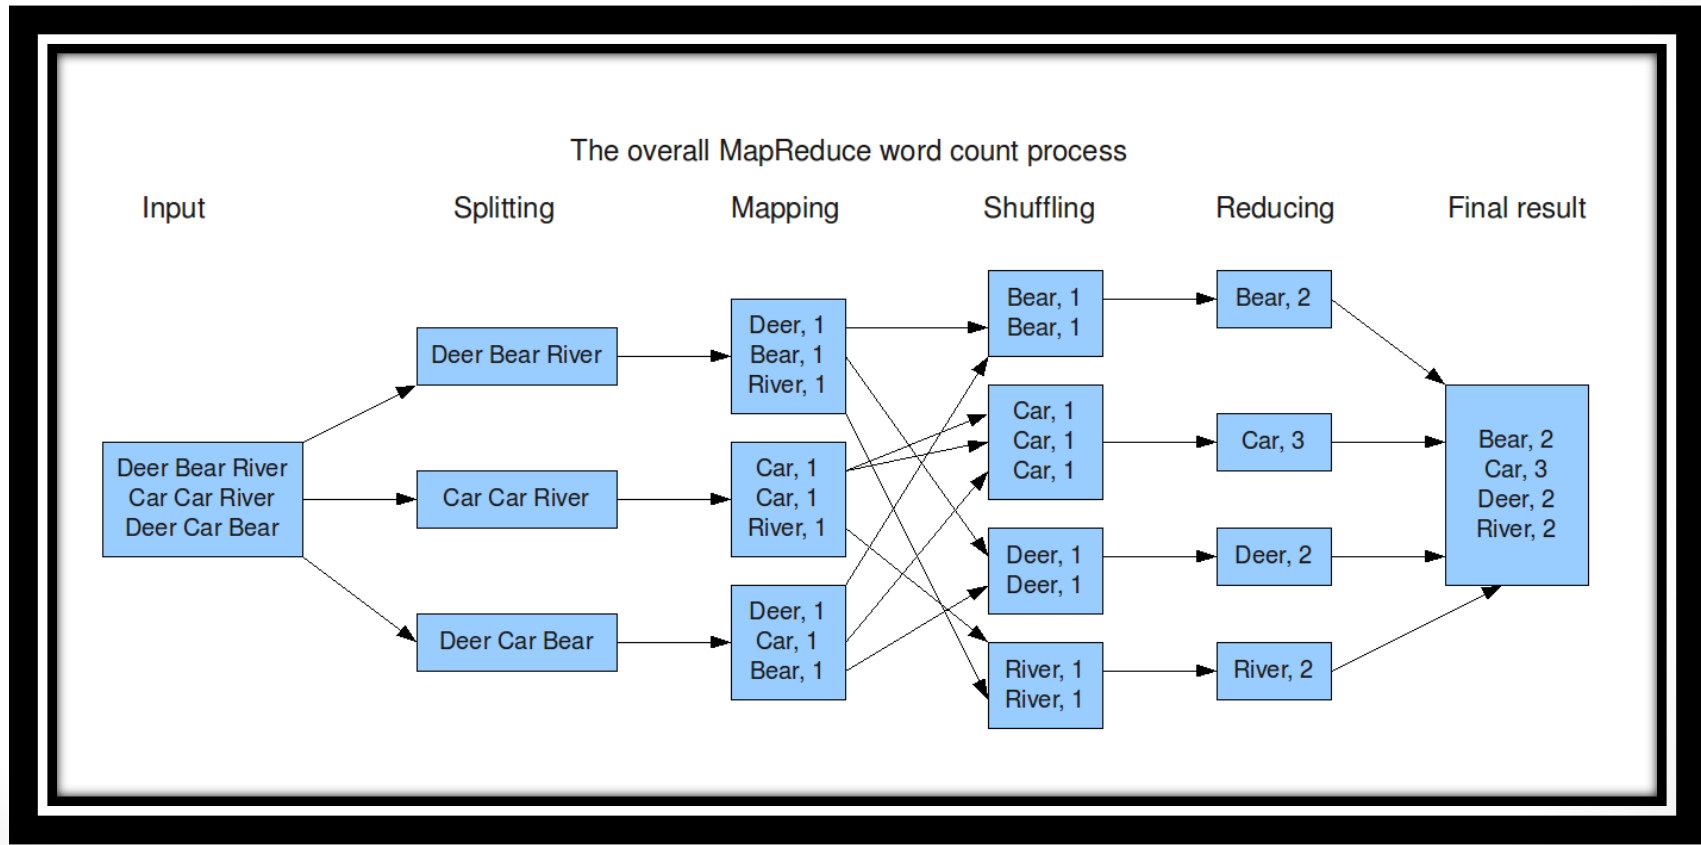 The overall MapReduce word count process
Input
Splitting
Mapping
Shuffling
Reducing
Final result
Deer Bear River
Car Car River
Deer Car Bear
Deer Bear River
Car Car River
Deer Car Bear
Deer, 1
Bear, 1
River, 1
Car, 1
Car, 1
River, 1
Deer, 1
Car, 1
Bear, 1
Bear, 1
Bear, 1
Car, 1
Car, 1
Car, 1
Deer, 1
Deer, 1
River, 1
River, 1
Bear, 2
Car, 3
Deer, 2
River, 2
Bear, 2
Car, 3
Deer, 2
River, 2